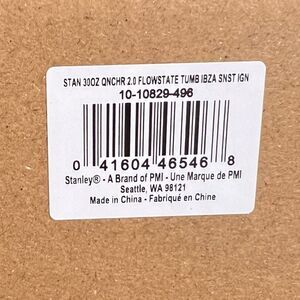 STAN 30OZ QNCHR 2.0 FLOWSTATE TUMB IBZA SNST IGN
10-10829-496
0 41604 46546 8
Stanley® - A Brand of PMI - Une Marque de PMI
Seattle, WA 98121
Made in China - Fabriqué en Chine